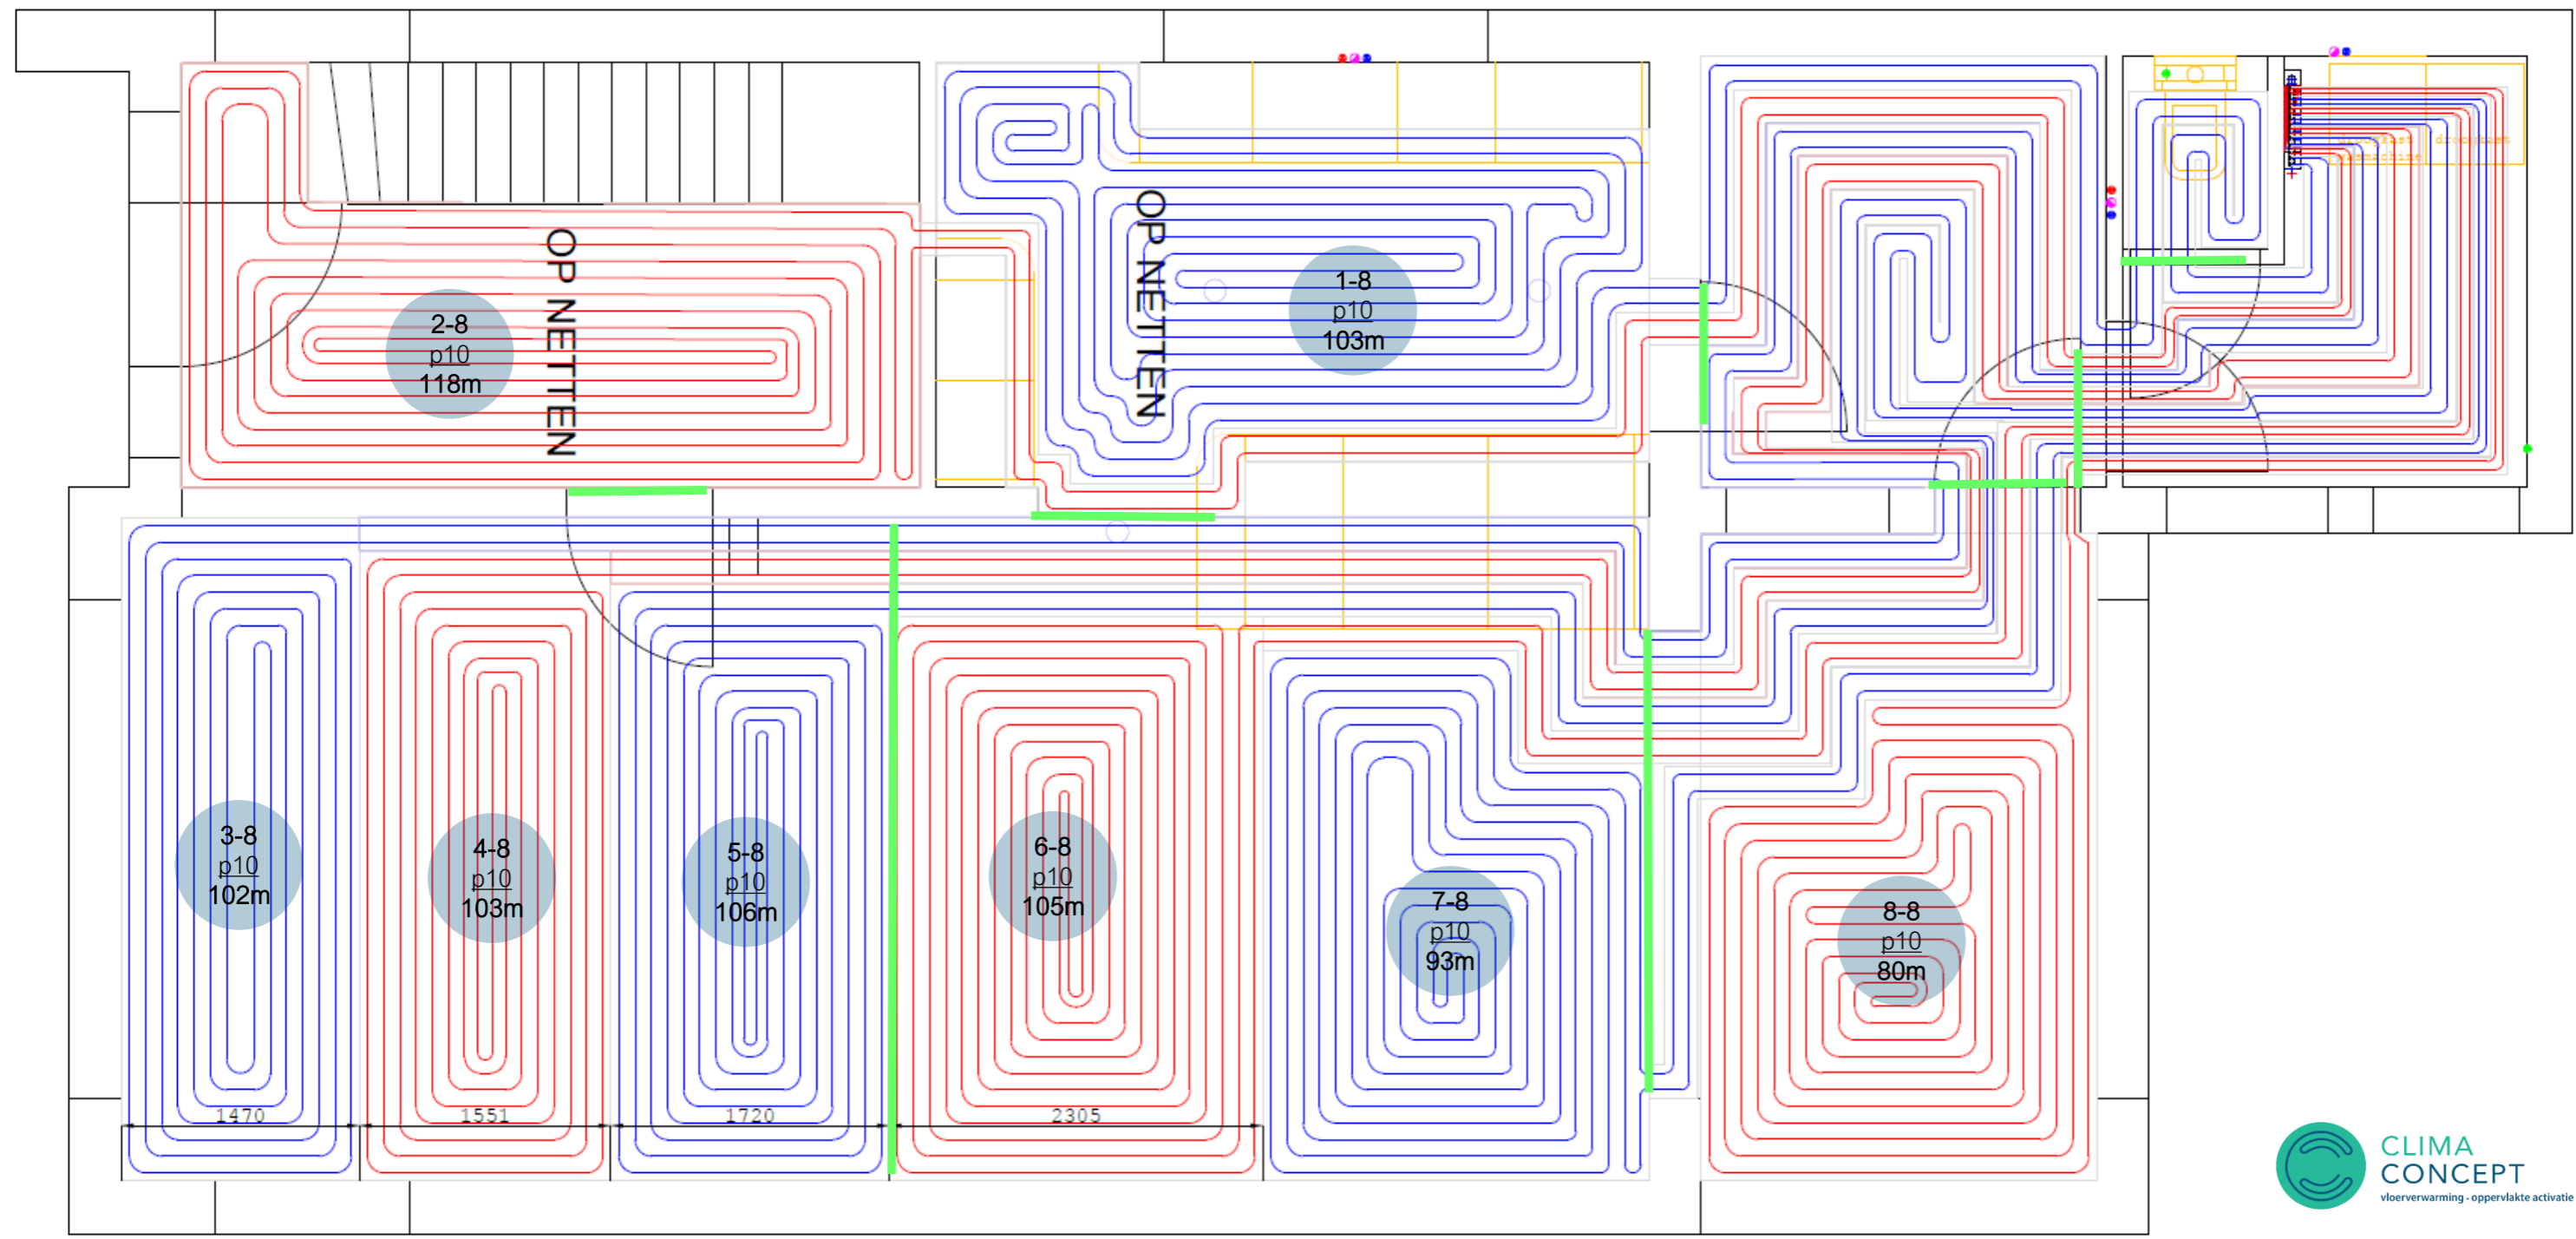 OP NETTEN
OP NETTEN
1-8
p10
103m
2-8
p10
118m
3-8
p10
102m
4-8
p10
103m
5-8
p10
106m
6-8
p10
105m
7-8
p10
93m
8-8
p10
80m
1470
1551
1720
2305
CLIMA
CONCEPT
vloerverwarming - oppervlakte activatie